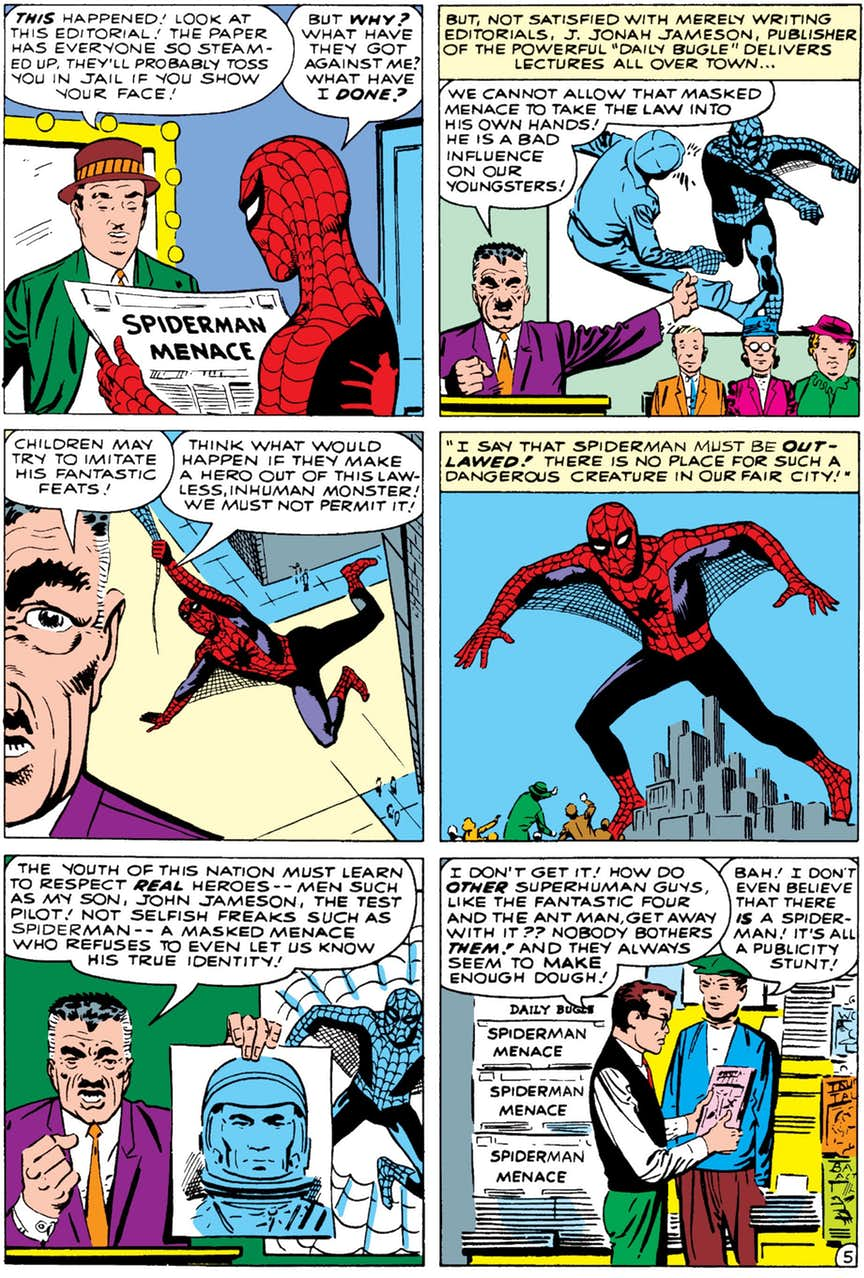 THIS HAPPENED! LOOK AT
THIS EDITORIAL! THE PAPER
HAS EVERYONE SO STEAM-
ED UP, THEY'LL PROBABLY TOSS
YOU IN JAIL IF YOU SHOW
YOUR FACE!
BUT WHY?
WHAT HAVE
THEY GOT
AGAINST ME?
WHAT HAVE
I DONE?
SPIDERMAN
MENACE
BUT, NOT SATISFIED WITH MERELY WRITING
EDITORIALS, J. JONAH JAMESON, PUBLISHER
OF THE POWERFUL "DAILY BUGLE" DELIVERS
LECTURES ALL OVER TOWN...
WE CANNOT ALLOW THAT MASKED
MENACE TO TAKE THE LAW INTO
HIS OWN HANDS!
HE IS A BAD
INFLUENCE
ON OUR
YOUNGSTERS!
CHILDREN MAY
TRY TO IMITATE
HIS FANTASTIC
FEATS!
THINK WHAT WOULD
HAPPEN IF THEY MAKE
A HERO OUT OF THIS LAW-
LESS, INHUMAN MONSTER!
WE MUST NOT PERMIT IT!
"I SAY THAT SPIDERMAN MUST BE OUT-
LAWED! THERE IS NO PLACE FOR SUCH A
DANGEROUS CREATURE IN OUR FAIR CITY!"
THE YOUTH OF THIS NATION MUST LEARN
TO RESPECT REAL HEROES -- MEN SUCH
AS MY SON, JOHN JAMESON, THE TEST
PILOT! NOT SELFISH FREAKS SUCH AS
SPIDERMAN -- A MASKED MENACE
WHO REFUSES TO EVEN LET US KNOW
HIS TRUE IDENTITY!
I DON'T GET IT! HOW DO
OTHER SUPERHUMAN GUYS,
LIKE THE FANTASTIC FOUR
AND THE ANT MAN, GET AWAY
WITH IT?? NOBODY BOTHERS
THEM! AND THEY ALWAYS
SEEM TO MAKE
ENOUGH DOUGH!
BAH! I DON'T
EVEN BELIEVE
THAT THERE
IS A SPIDER-
MAN! IT'S ALL
A PUBLICITY
STUNT!
DAILY BUGLE
SPIDERMAN
MENACE
SPIDERMAN
MENACE
SPIDERMAN
MENACE
5